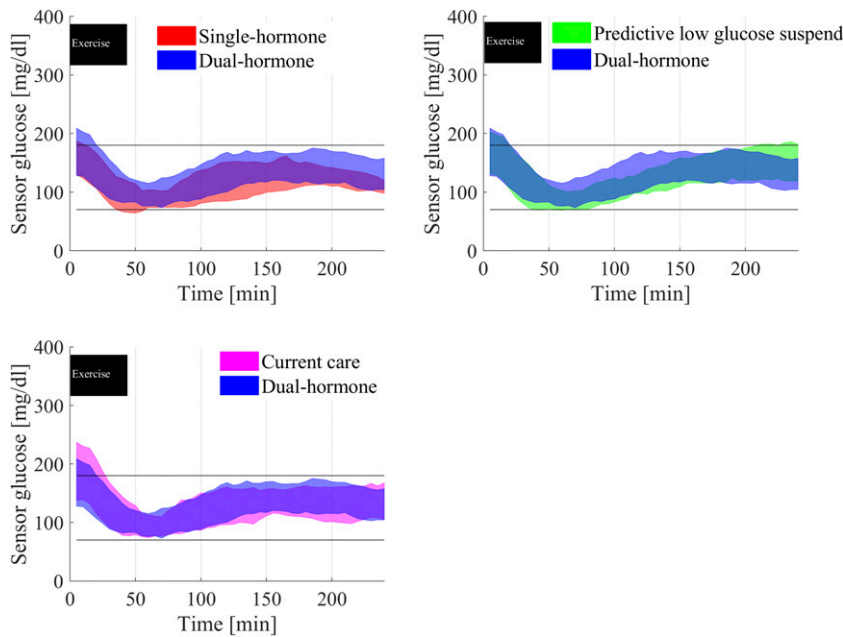 400
300
200
100
0
Sensor glucose [mg/dl]
Exercise
Single-hormone
Dual-hormone
0 50 100 150 200
Time [min]
400
300
200
100
0
Sensor glucose [mg/dl]
Exercise
Predictive low glucose suspend
Dual-hormone
0 50 100 150 200
Time [min]
400
300
200
100
0
Sensor glucose [mg/dl]
Exercise
Current care
Dual-hormone
0 50 100 150 200
Time [min]